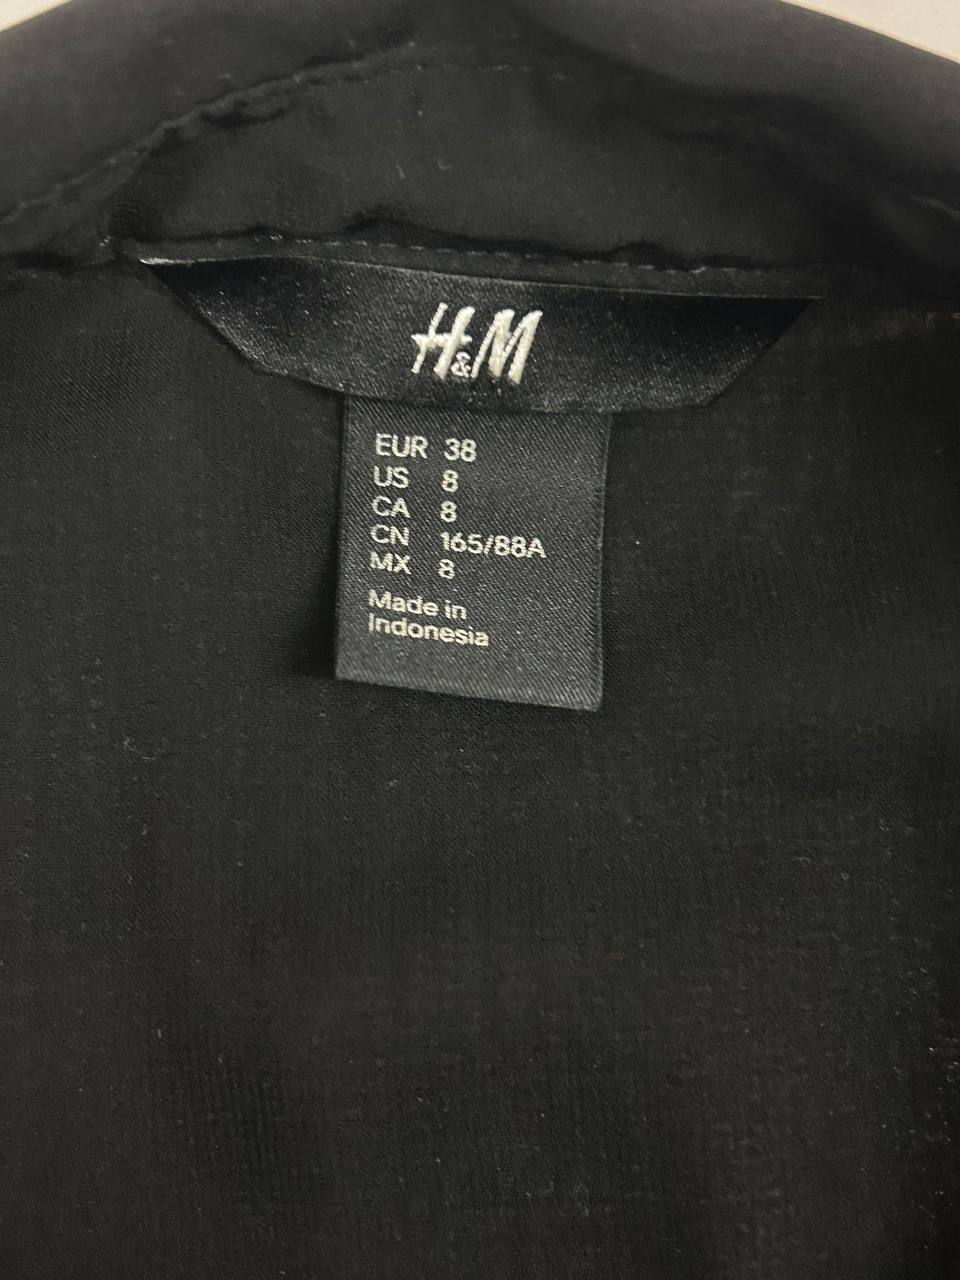 H&M
EUR 38
US 8
CA 8
CN 165/88A
MX 8
Made in
Indonesia